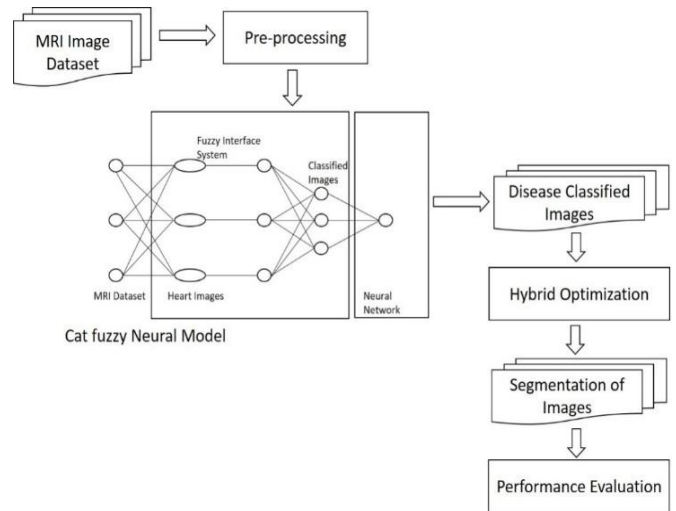 MRI Image
Dataset
Pre-processing
Fuzzy Interface
System
Classified
Images
MRI Dataset
Heart Images
Neural
Network
Cat fuzzy Neural Model
Disease Classified
Images
Hybrid Optimization
Segmentation of
Images
Performance Evaluation